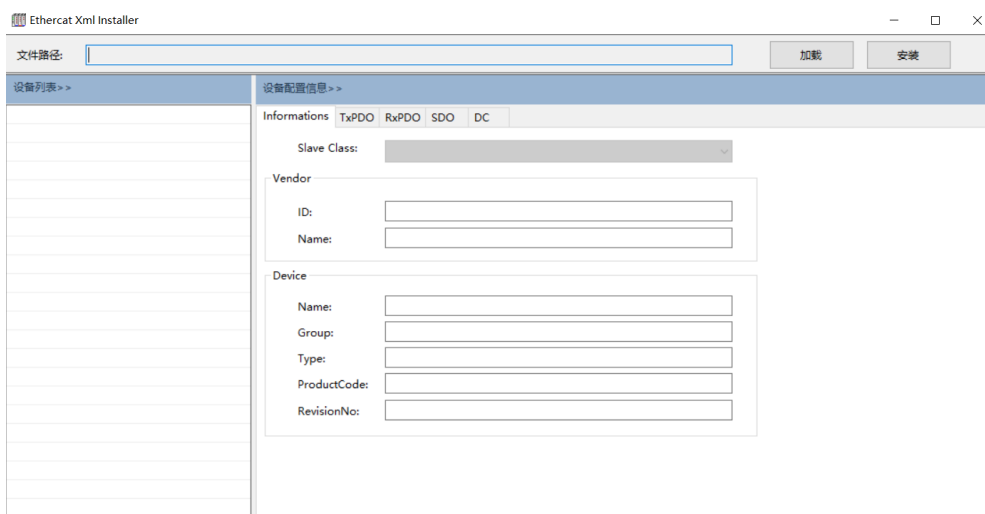 Ethercat Xml Installer
文件路径: 加载 安装
设备列表>> 设备配置信息>>
Informations TxPDO RxPDO SDO DC
Slave Class:
Vendor
ID:
Name:
Device
Name:
Group:
Type:
ProductCode:
RevisionNo: